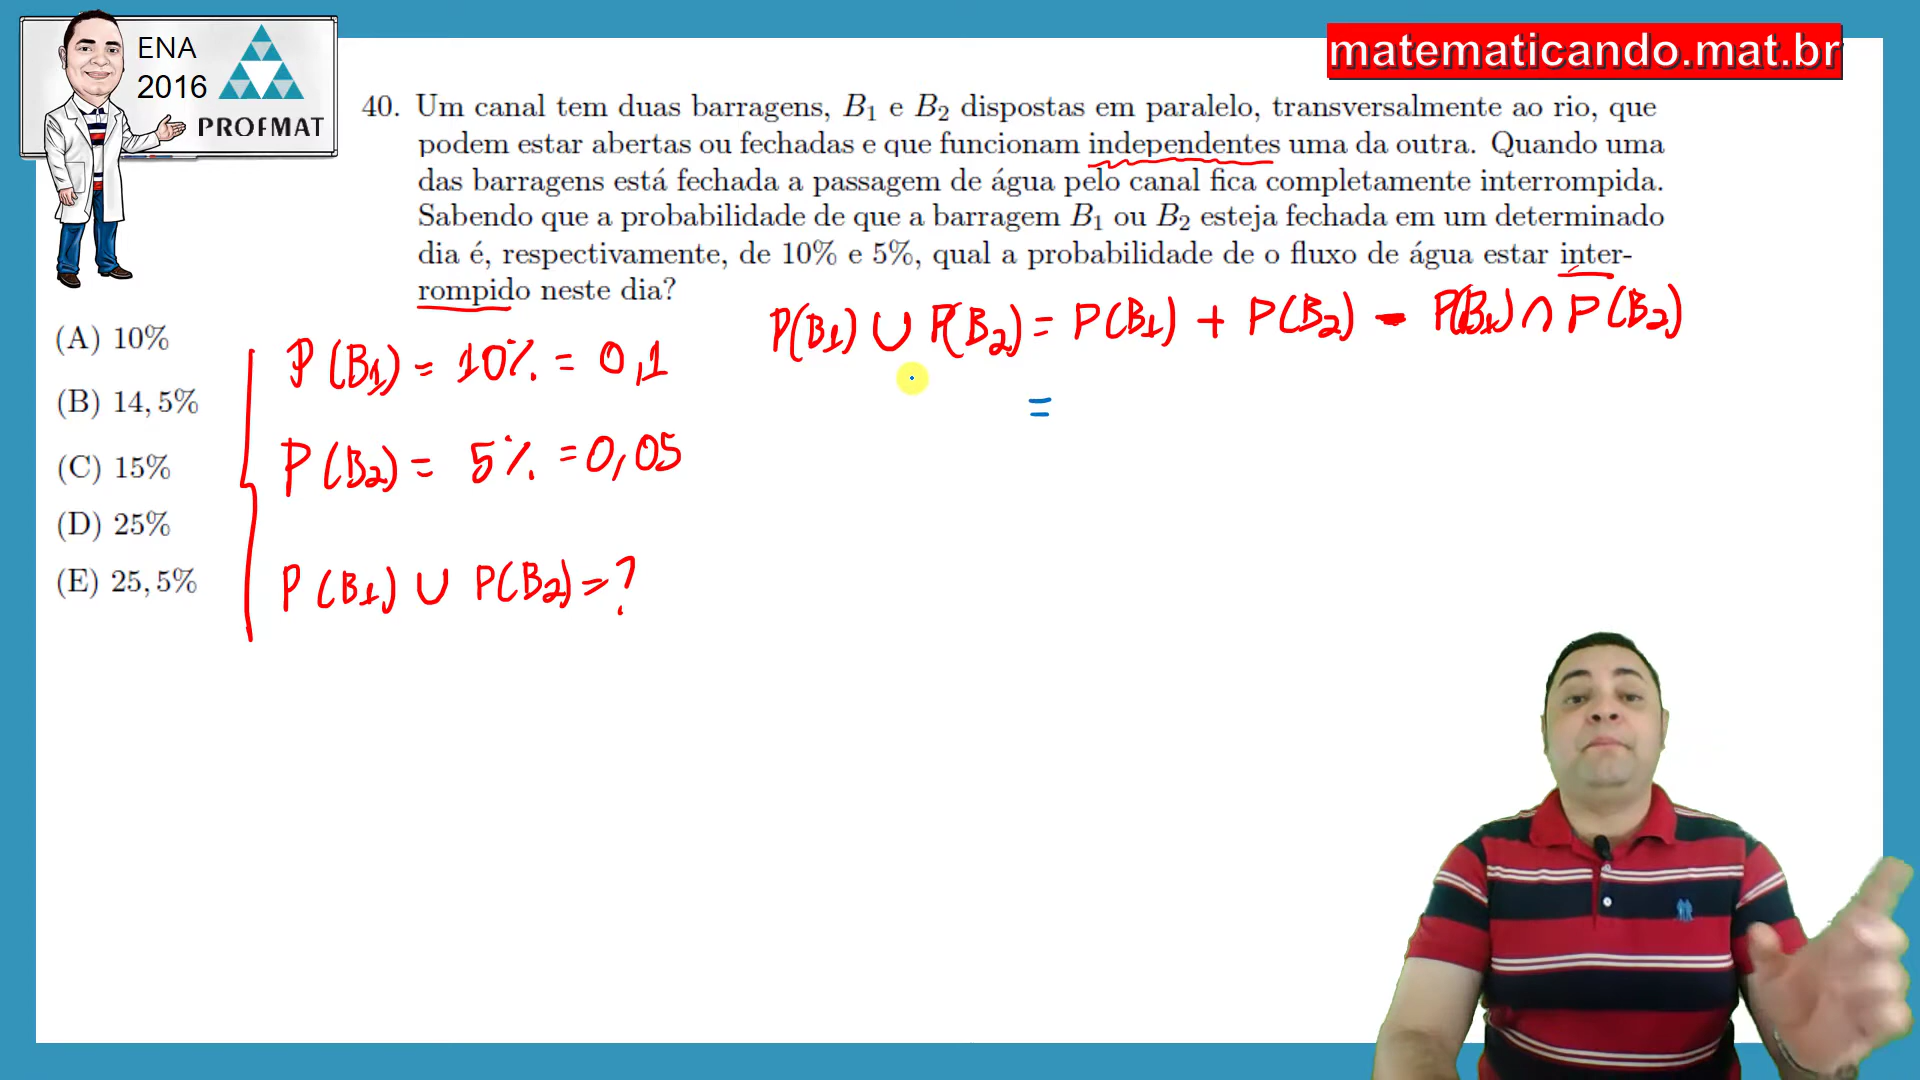 ENA
2016
PROFMAT
matematicando.mat.br
40. Um canal tem duas barragens, B₁ e B₂ dispostas em paralelo, transversalmente ao rio, que
podem estar abertas ou fechadas e que funcionam independentes uma da outra. Quando uma
das barragens está fechada a passagem de água pelo canal fica completamente interrompida.
Sabendo que a probabilidade de que a barragem B₁ ou B₂ esteja fechada em um determinado
dia é, respectivamente, de 10% e 5%, qual a probabilidade de o fluxo de água estar inter-
rompido neste dia?
(A) 10%
(B) 14,5%
(C) 15%
(D) 25%
(E) 25,5%
P(B₁) = 10% = 0,1
P(B₂) = 5% = 0,05
P(B₁) ∪ P(B₂) = ?
P(B₁) ∪ P(B₂) = P(B₁) + P(B₂) - P(B₁) ∩ P(B₂)
=